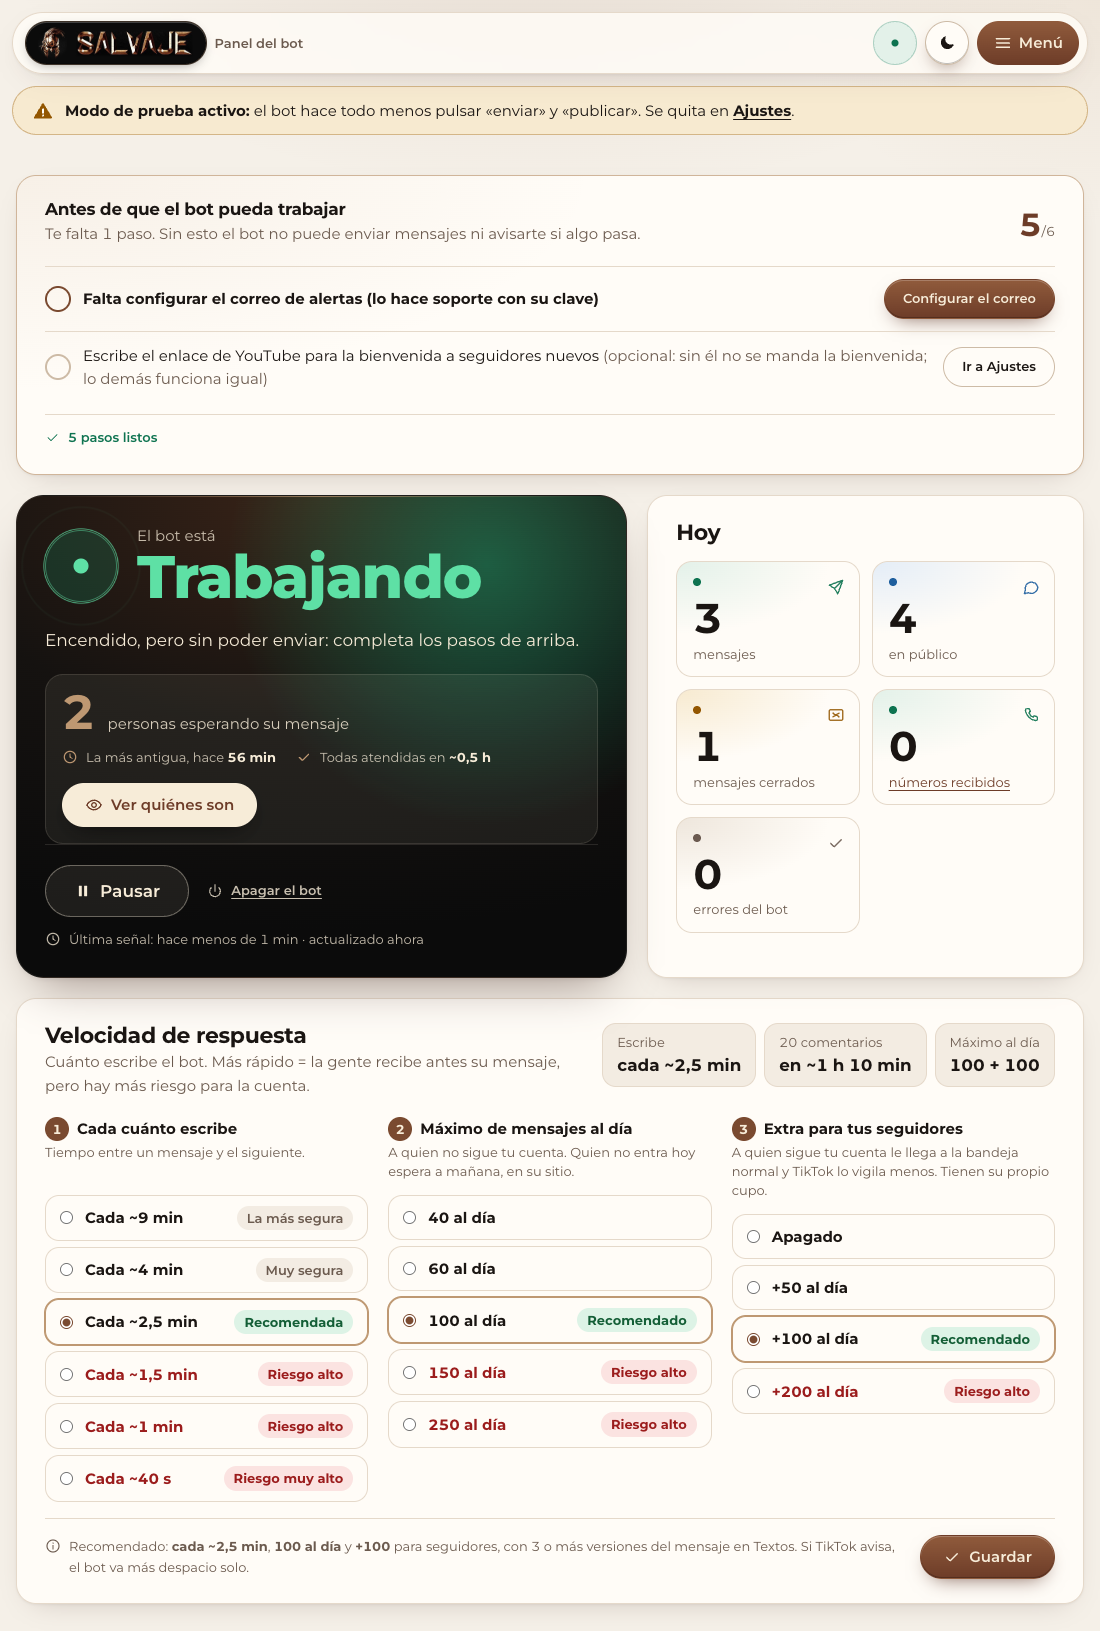 SALVAJE Panel del bot
Menú
Modo de prueba activo: el bot hace todo menos pulsar «enviar» y «publicar». Se quita en Ajustes.
Antes de que el bot pueda trabajar
Te falta 1 paso. Sin esto el bot no puede enviar mensajes ni avisarte si algo pasa.
5/6
Falta configurar el correo de alertas (lo hace soporte con su clave)
Configurar el correo
Escribe el enlace de YouTube para la bienvenida a seguidores nuevos (opcional: sin él no se manda la bienvenida;
lo demás funciona igual)
Ir a Ajustes
5 pasos listos
El bot está
Trabajando
Encendido, pero sin poder enviar: completa los pasos de arriba.
2 personas esperando su mensaje
La más antigua, hace 56 min
Todas atendidas en ~0,5 h
Ver quiénes son
Pausar
Apagar el bot
Última señal: hace menos de 1 min · actualizado ahora
Hoy
3
mensajes
4
en público
1
mensajes cerrados
0
números recibidos
0
errores del bot
Velocidad de respuesta
Cuánto escribe el bot. Más rápido = la gente recibe antes su mensaje,
pero hay más riesgo para la cuenta.
Escribe
cada ~2,5 min
20 comentarios
en ~1 h 10 min
Máximo al día
100 + 100
1 Cada cuánto escribe
Tiempo entre un mensaje y el siguiente.
Cada ~9 min La más segura
Cada ~4 min Muy segura
Cada ~2,5 min Recomendada
Cada ~1,5 min Riesgo alto
Cada ~1 min Riesgo alto
Cada ~40 s Riesgo muy alto
2 Máximo de mensajes al día
A quien no sigue tu cuenta. Quien no entra hoy
espera a mañana, en su sitio.
40 al día
60 al día
100 al día Recomendado
150 al día Riesgo alto
250 al día Riesgo alto
3 Extra para tus seguidores
A quien sigue tu cuenta le llega a la bandeja
normal y TikTok lo vigila menos. Tienen su propio
cupo.
Apagado
+50 al día
+100 al día Recomendado
+200 al día Riesgo alto
Recomendado: cada ~2,5 min, 100 al día y +100 para seguidores, con 3 o más versiones del mensaje en Textos. Si TikTok avisa,
el bot va más despacio solo.
Guardar